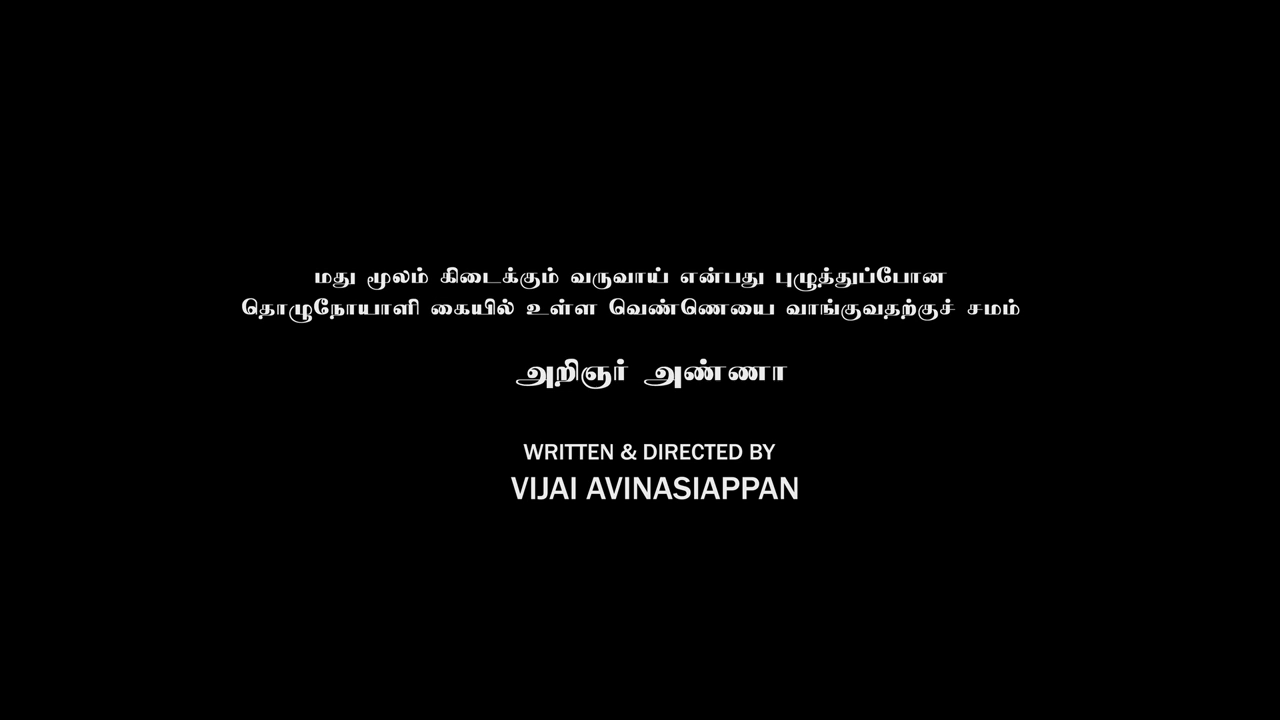 மது மூலம் கிடைக்கும் வருவாய் என்பது புழுத்துப்போன
தொழுநோயாளி கையில் உள்ள வெண்ணெயை வாங்குவதற்குச் சமம்
அறிஞர் அண்ணா
WRITTEN & DIRECTED BY
VIJAI AVINASIAPPAN